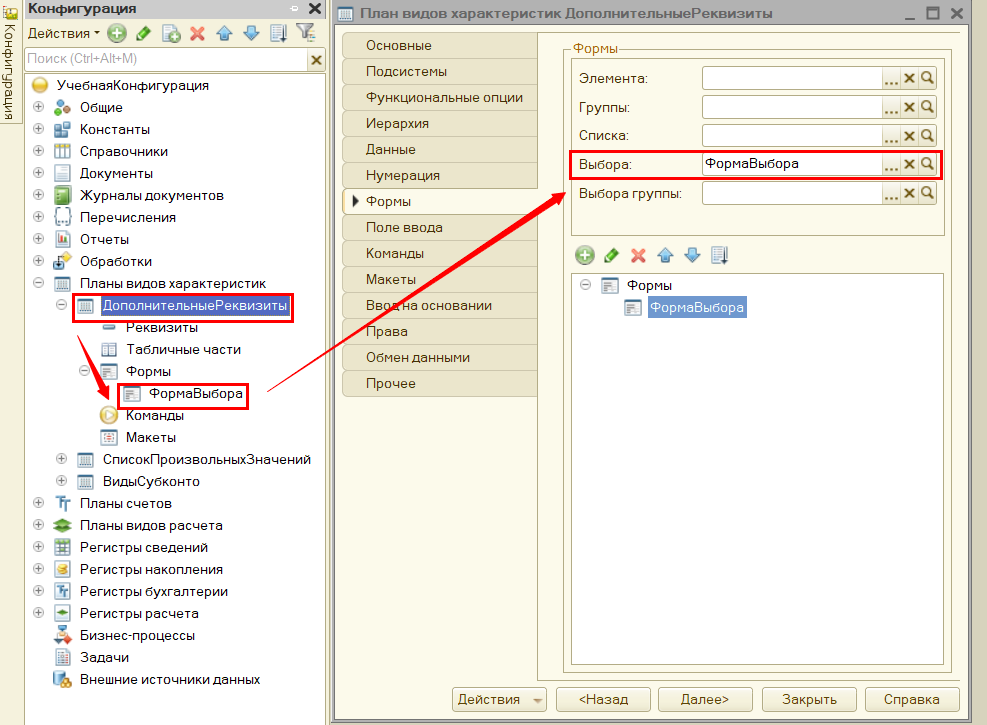 Конфигурация
Конфигурация
Действия
Поиск (Ctrl+Alt+M)
УчебнаяКонфигурация
Общие
Константы
Справочники
Документы
Журналы документов
Перечисления
Отчеты
Обработки
Планы видов характеристик
ДополнительныеРеквизиты
Реквизиты
Табличные части
Формы
ФормаВыбора
Команды
Макеты
СписокПроизвольныхЗначений
ВидыСубконто
Планы счетов
Планы видов расчета
Регистры сведений
Регистры накопления
Регистры бухгалтерии
Регистры расчета
Бизнес-процессы
Задачи
Внешние источники данных
План видов характеристик ДополнительныеРеквизиты
Основные
Подсистемы
Функциональные опции
Иерархия
Данные
Нумерация
Формы
Поле ввода
Команды
Макеты
Ввод на основании
Права
Обмен данными
Прочее
Формы
Элемента:
Группы:
Списка:
Выбора: ФормаВыбора
Выбора группы:
Формы
ФормаВыбора
Действия <Назад Далее> Закрыть Справка